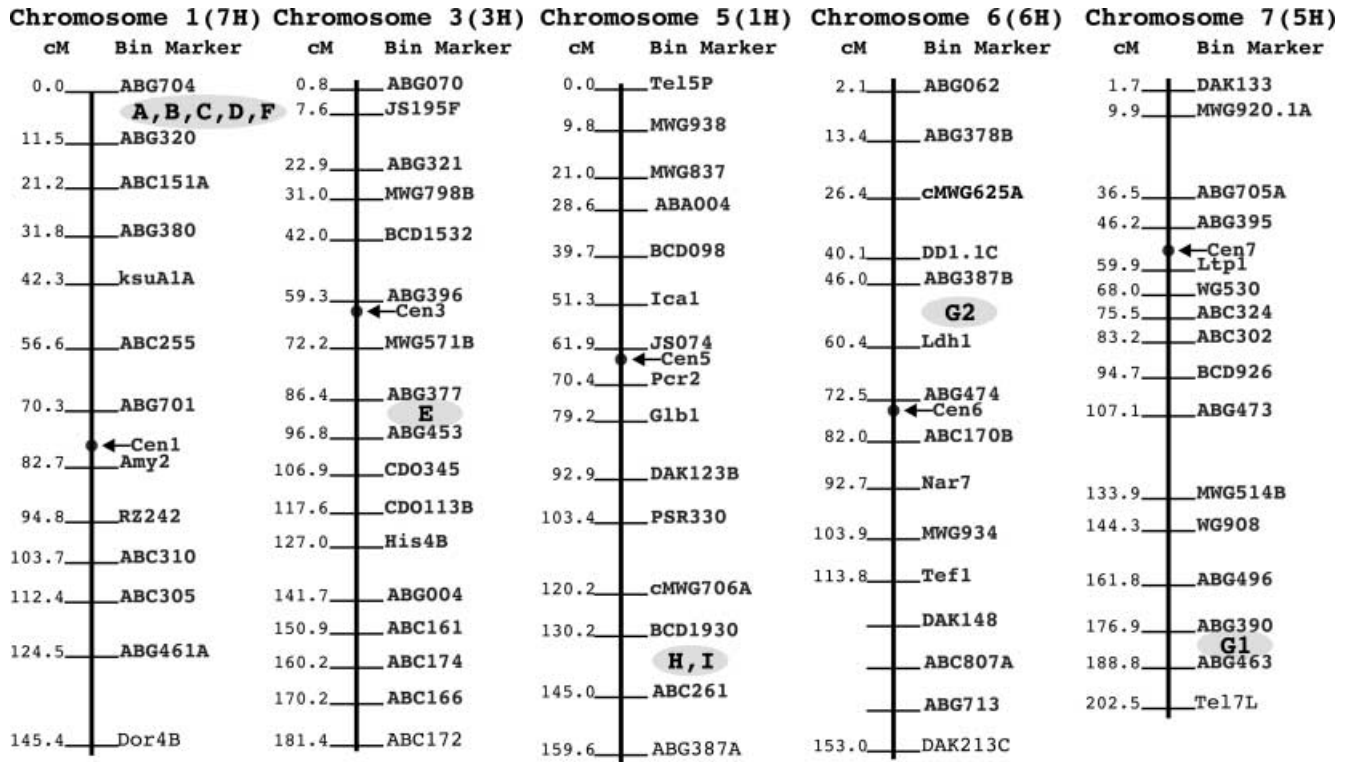 Chromosome 1(7H)
cM Bin Marker
0.0 ABG704
A,B,C,D,F
11.5 ABG320
21.2 ABC151A
31.8 ABG380
42.3 ksuA1A
56.6 ABC255
70.3 ABG701
Cen1
82.7 Amy2
94.8 RZ242
103.7 ABC310
112.4 ABC305
124.5 ABG461A
145.4 Dor4B
Chromosome 3(3H)
cM Bin Marker
0.8 ABG070
7.6 JS195F
22.9 ABG321
31.0 MWG798B
42.0 BCD1532
59.3 ABG396
Cen3
72.2 MWG571B
86.4 ABG377
E
96.8 ABG453
106.9 CDO345
117.6 CDO113B
127.0 His4B
141.7 ABG004
150.9 ABC161
160.2 ABC174
170.2 ABC166
181.4 ABC172
Chromosome 5(1H)
cM Bin Marker
0.0 Tel5P
9.8 MWG938
21.0 MWG837
28.6 ABA004
39.7 BCD098
51.3 Ica1
61.9 JS074
Cen5
70.4 Pcr2
79.2 Glb1
92.9 DAK123B
103.4 PSR330
120.2 cMWG706A
130.2 BCD1930
H,I
145.0 ABC261
159.6 ABG387A
Chromosome 6(6H)
cM Bin Marker
2.1 ABG062
13.4 ABG378B
26.4 cMWG625A
40.1 DD1.1C
46.0 ABG387B
G2
60.4 Ldh1
72.5 ABG474
Cen6
82.0 ABC170B
92.7 Nar7
103.9 MWG934
113.8 Tef1
DAK148
ABC807A
ABG713
153.0 DAK213C
Chromosome 7(5H)
cM Bin Marker
1.7 DAK133
9.9 MWG920.1A
36.5 ABG705A
46.2 ABG395
Cen7
59.9 Ltp1
68.0 WG530
75.5 ABC324
83.2 ABC302
94.7 BCD926
107.1 ABG473
133.9 MWG514B
144.3 WG908
161.8 ABG496
176.9 ABG390
G1
188.8 ABG463
202.5 Tel7L